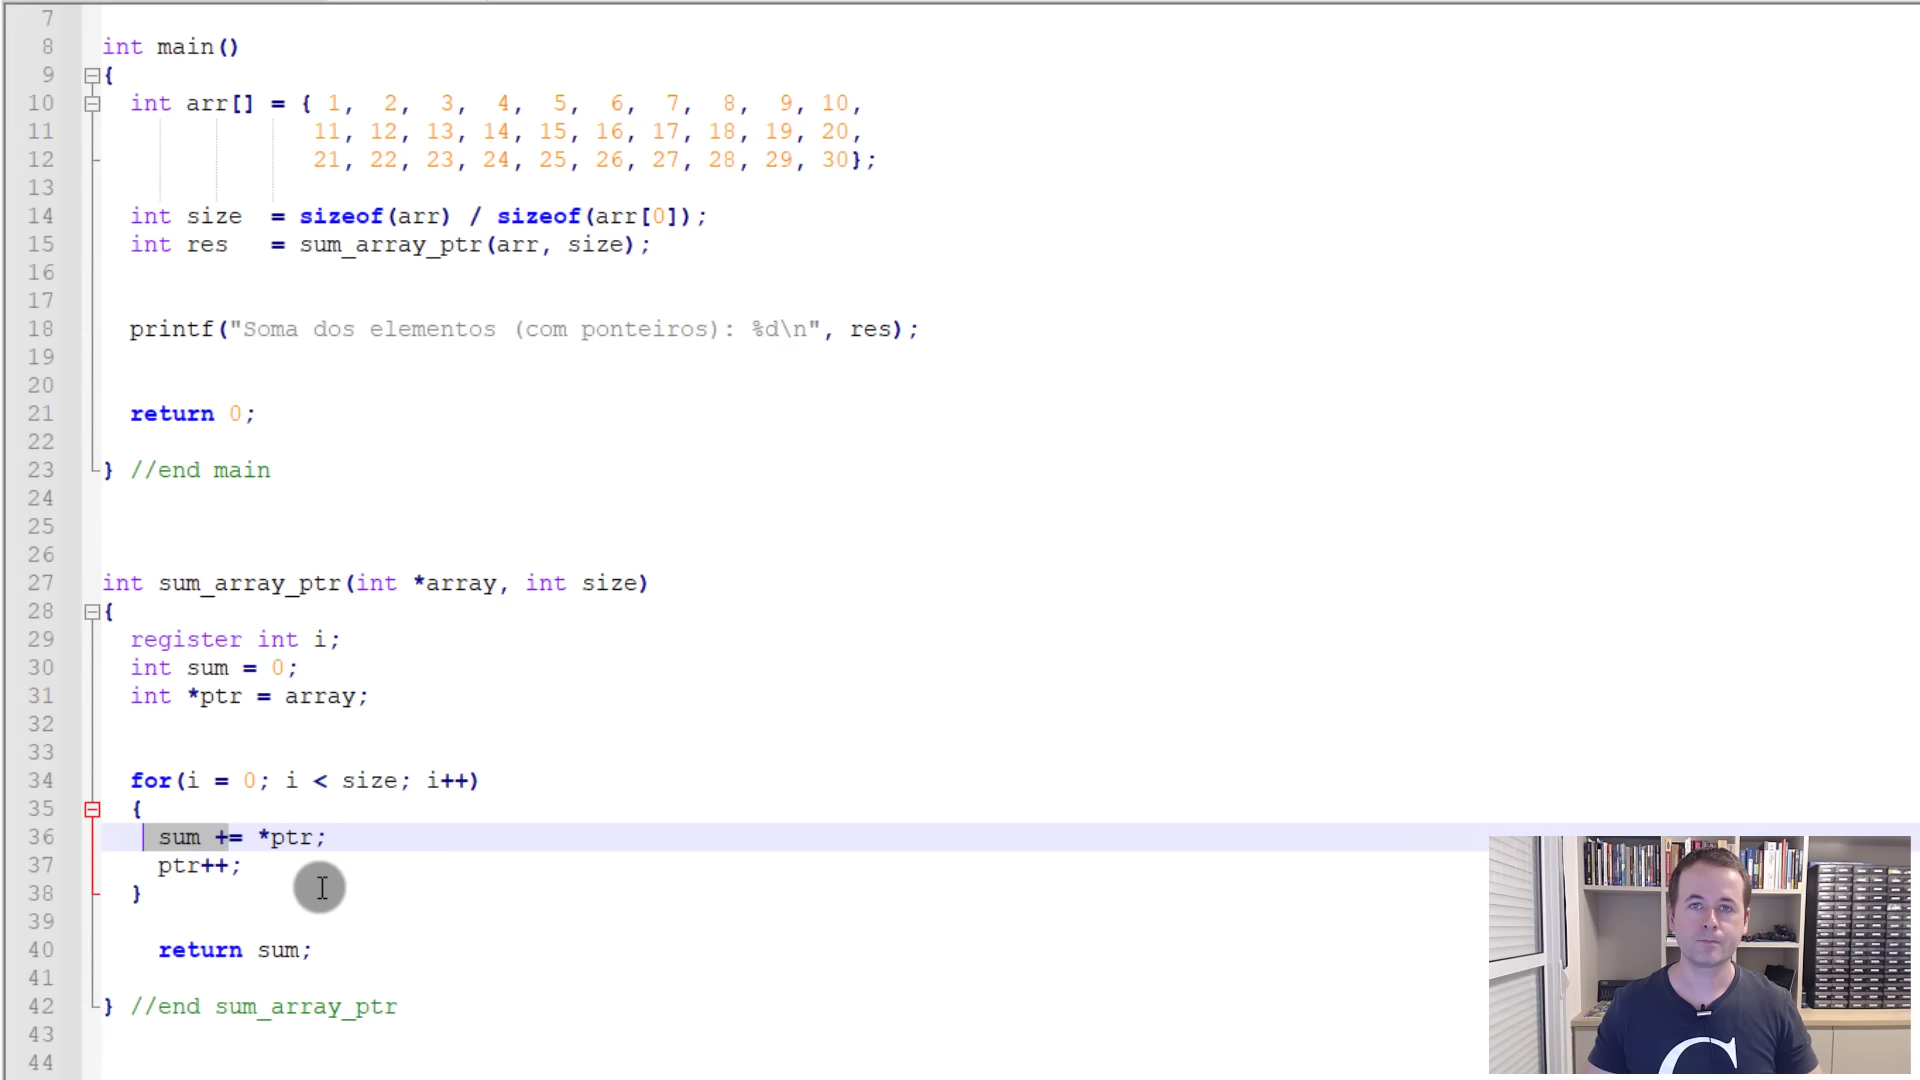 7
8 int main()
9 {
10 int arr[] = { 1, 2, 3, 4, 5, 6, 7, 8, 9, 10,
11 11, 12, 13, 14, 15, 16, 17, 18, 19, 20,
12 21, 22, 23, 24, 25, 26, 27, 28, 29, 30};
13
14 int size = sizeof(arr) / sizeof(arr[0]);
15 int res = sum_array_ptr(arr, size);
16
17
18 printf("Soma dos elementos (com ponteiros): %d\n", res);
19
20
21 return 0;
22
23 } //end main
24
25
26
27 int sum_array_ptr(int *array, int size)
28 {
29 register int i;
30 int sum = 0;
31 int *ptr = array;
32
33
34 for(i = 0; i < size; i++)
35 {
36 sum += *ptr;
37 ptr++;
38 }
39
40 return sum;
41
42 } //end sum_array_ptr
43
44
C